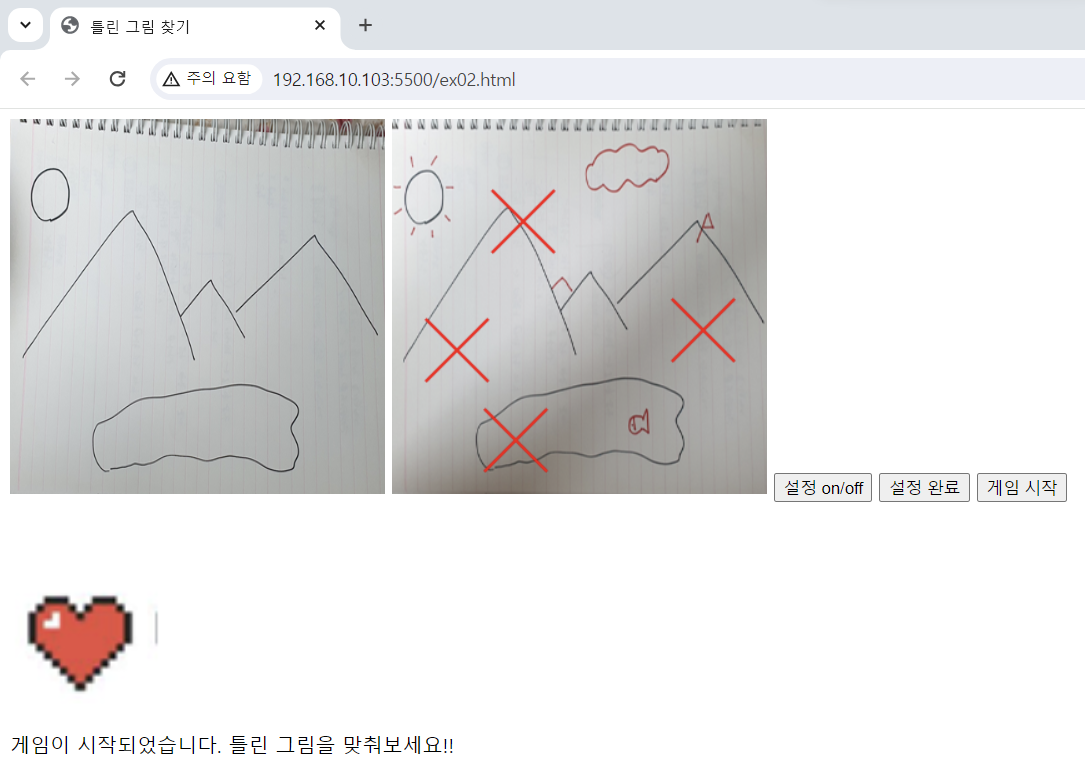 틀린 그림 찾기
주의 요함 192.168.10.103:5500/ex02.html
설정 on/off 설정 완료 게임 시작
게임이 시작되었습니다. 틀린 그림을 맞춰보세요!!